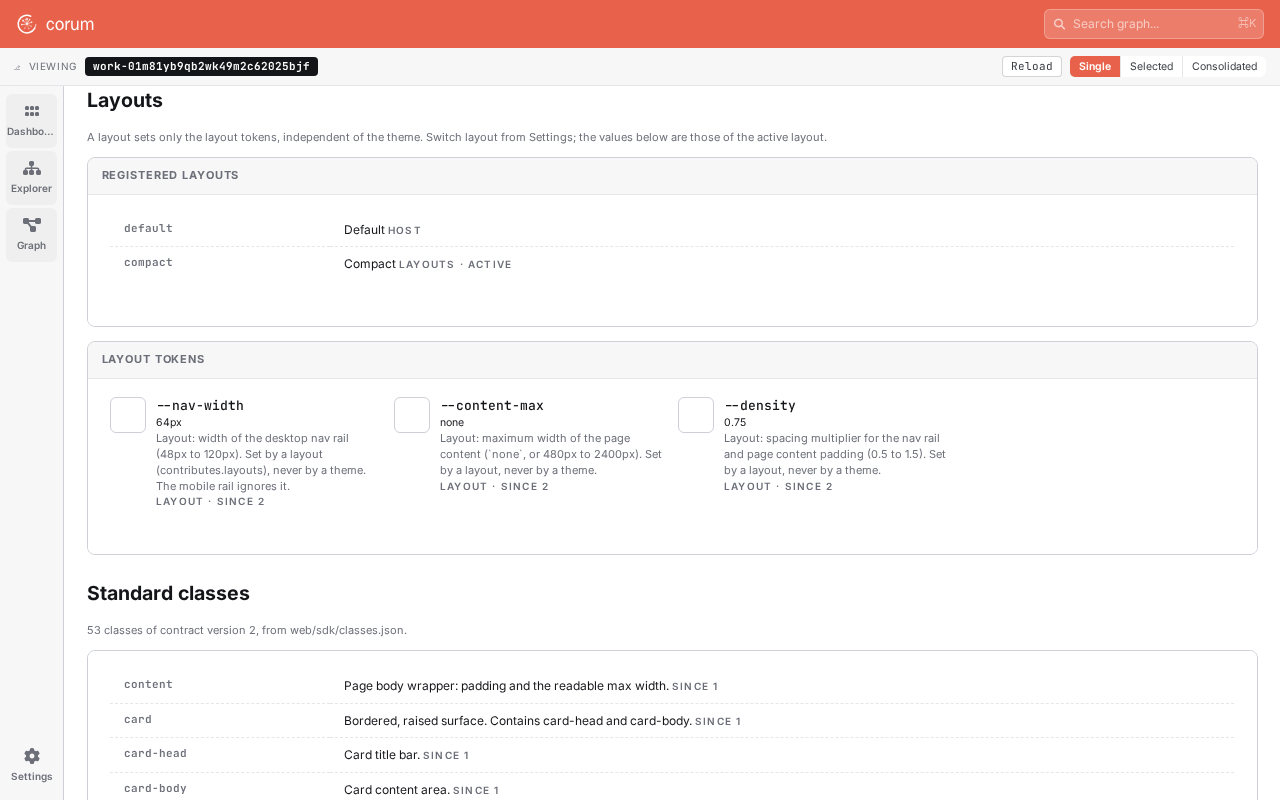 corum
Search graph... ⌘K
VIEWING work-01m81yb9qb2wk49m2c62025bjf
Reload Single Selected Consolidated
Dashbo...
Explorer
Graph
Settings
Layouts
A layout sets only the layout tokens, independent of the theme. Switch layout from Settings; the values below are those of the active layout.
REGISTERED LAYOUTS
default Default HOST
compact Compact LAYOUTS · ACTIVE
LAYOUT TOKENS
--nav-width
64px
Layout: width of the desktop nav rail
(48px to 120px). Set by a layout
(contributes.layouts), never by a theme.
The mobile rail ignores it.
LAYOUT · SINCE 2
--content-max
none
Layout: maximum width of the page
content (`none`, or 480px to 2400px). Set
by a layout, never by a theme.
LAYOUT · SINCE 2
--density
0.75
Layout: spacing multiplier for the nav rail
and page content padding (0.5 to 1.5). Set
by a layout, never by a theme.
LAYOUT · SINCE 2
Standard classes
53 classes of contract version 2, from web/sdk/classes.json.
content Page body wrapper: padding and the readable max width. SINCE 1
card Bordered, raised surface. Contains card-head and card-body. SINCE 1
card-head Card title bar. SINCE 1
card-body Card content area. SINCE 1